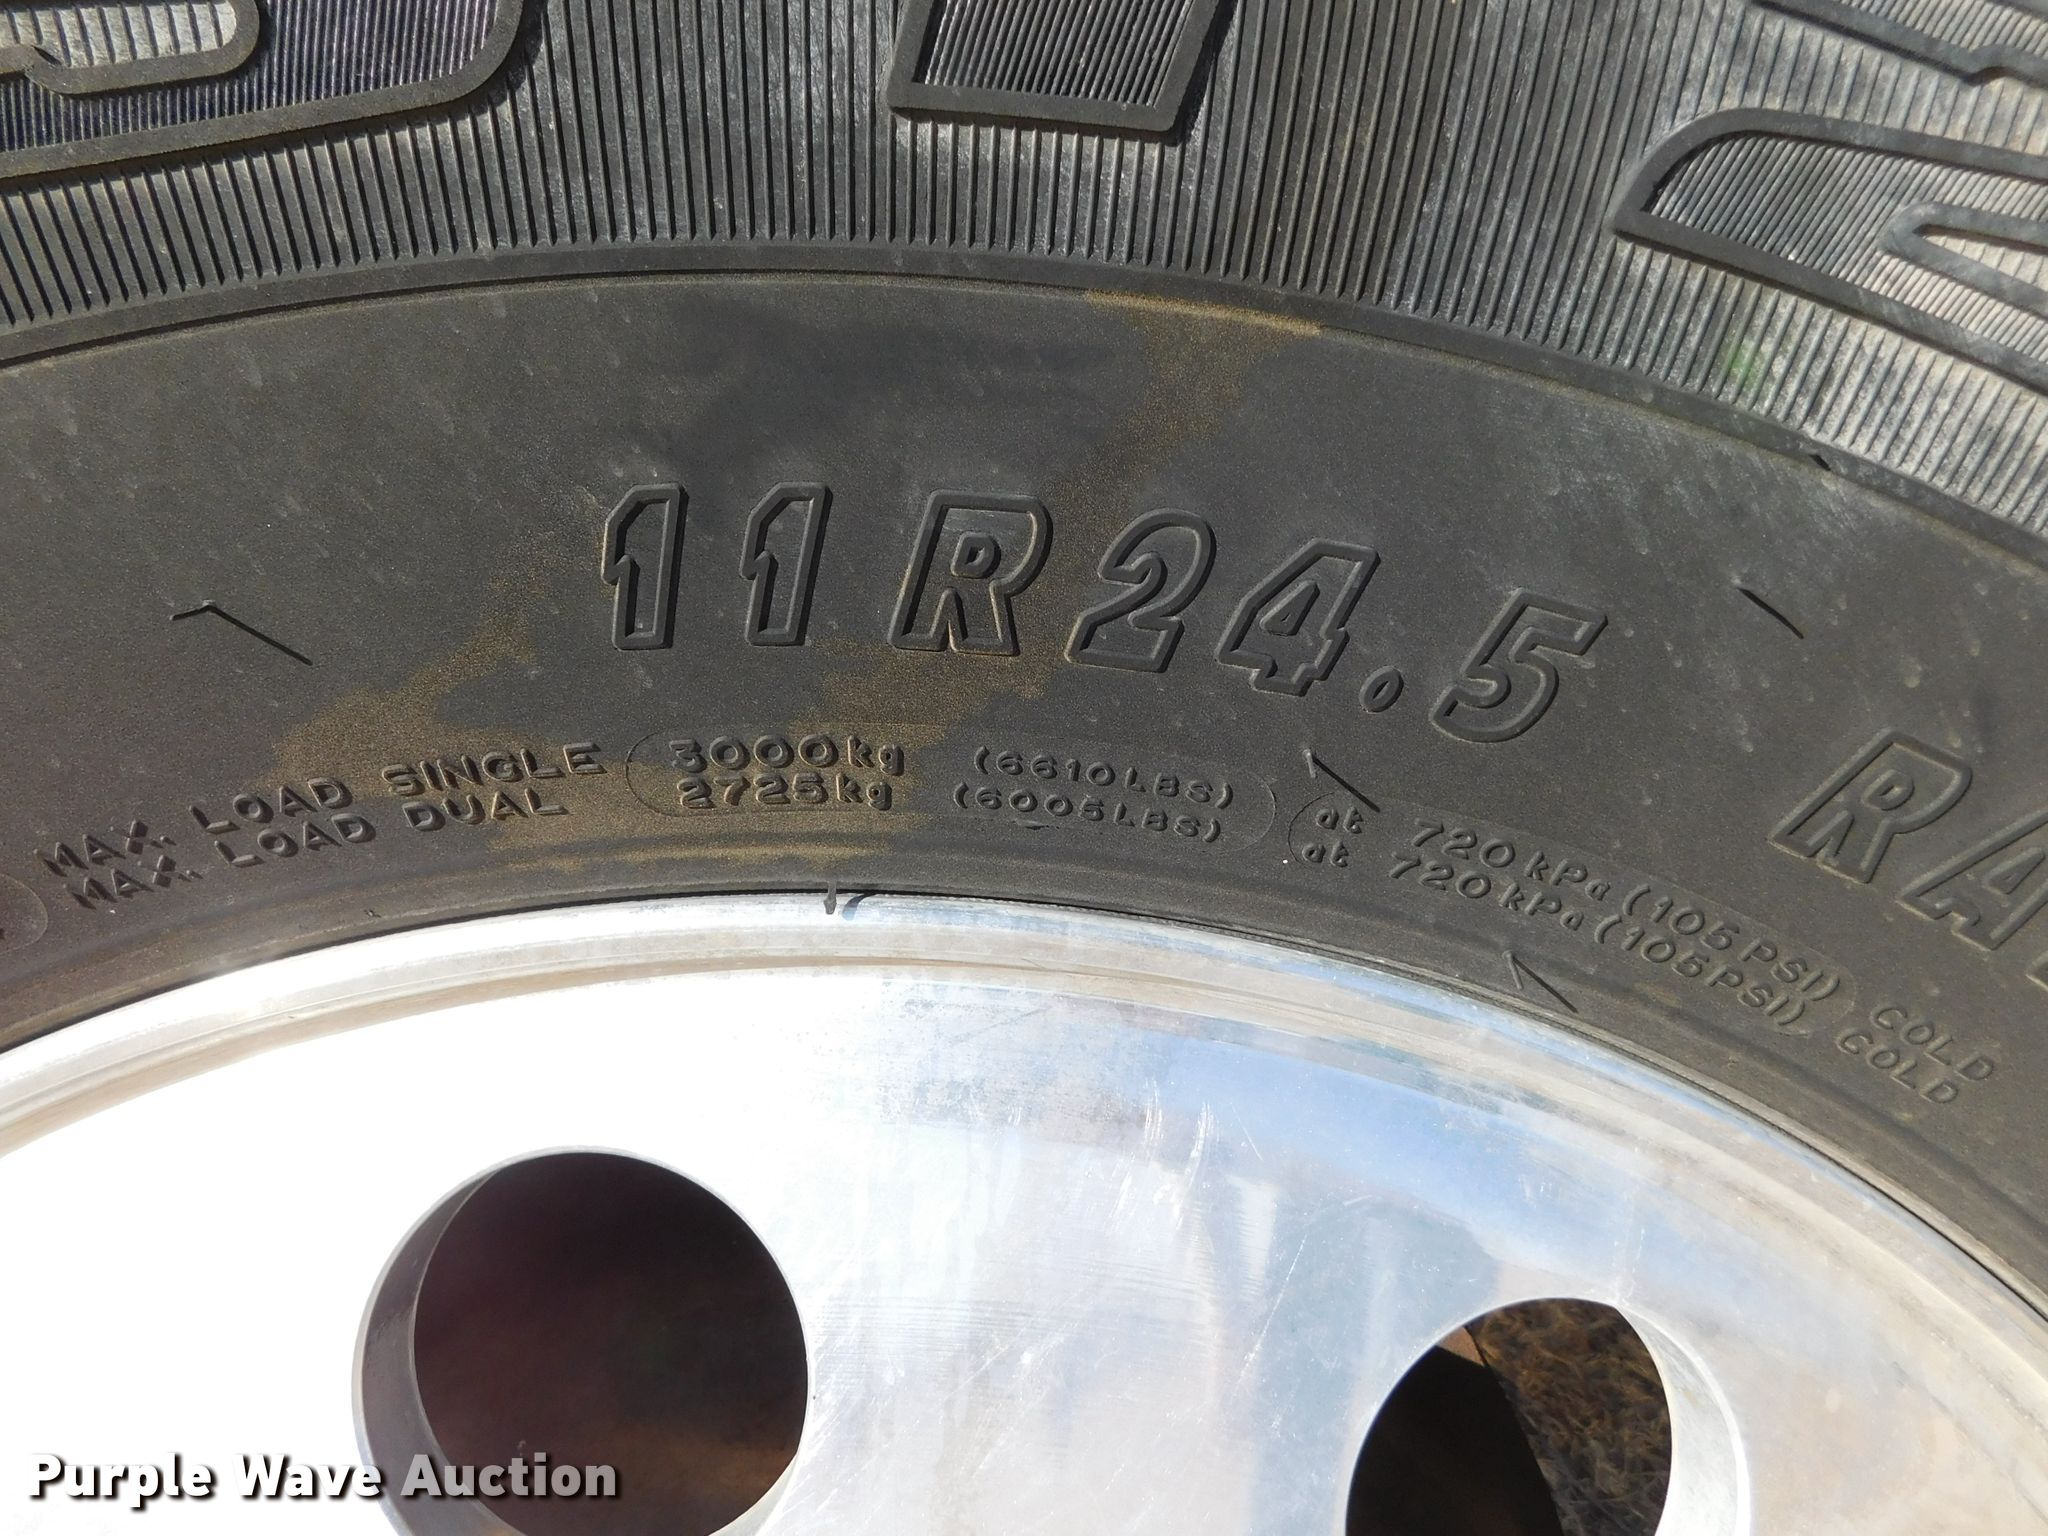 11R24.5
MAX. LOAD SINGLE 3000kg (6610LBS) at 720kPa (105PSI) COLD
MAX. LOAD DUAL 2725kg (6005LBS) at 720kPa (105PSI). COLD
Purple Wave Auction